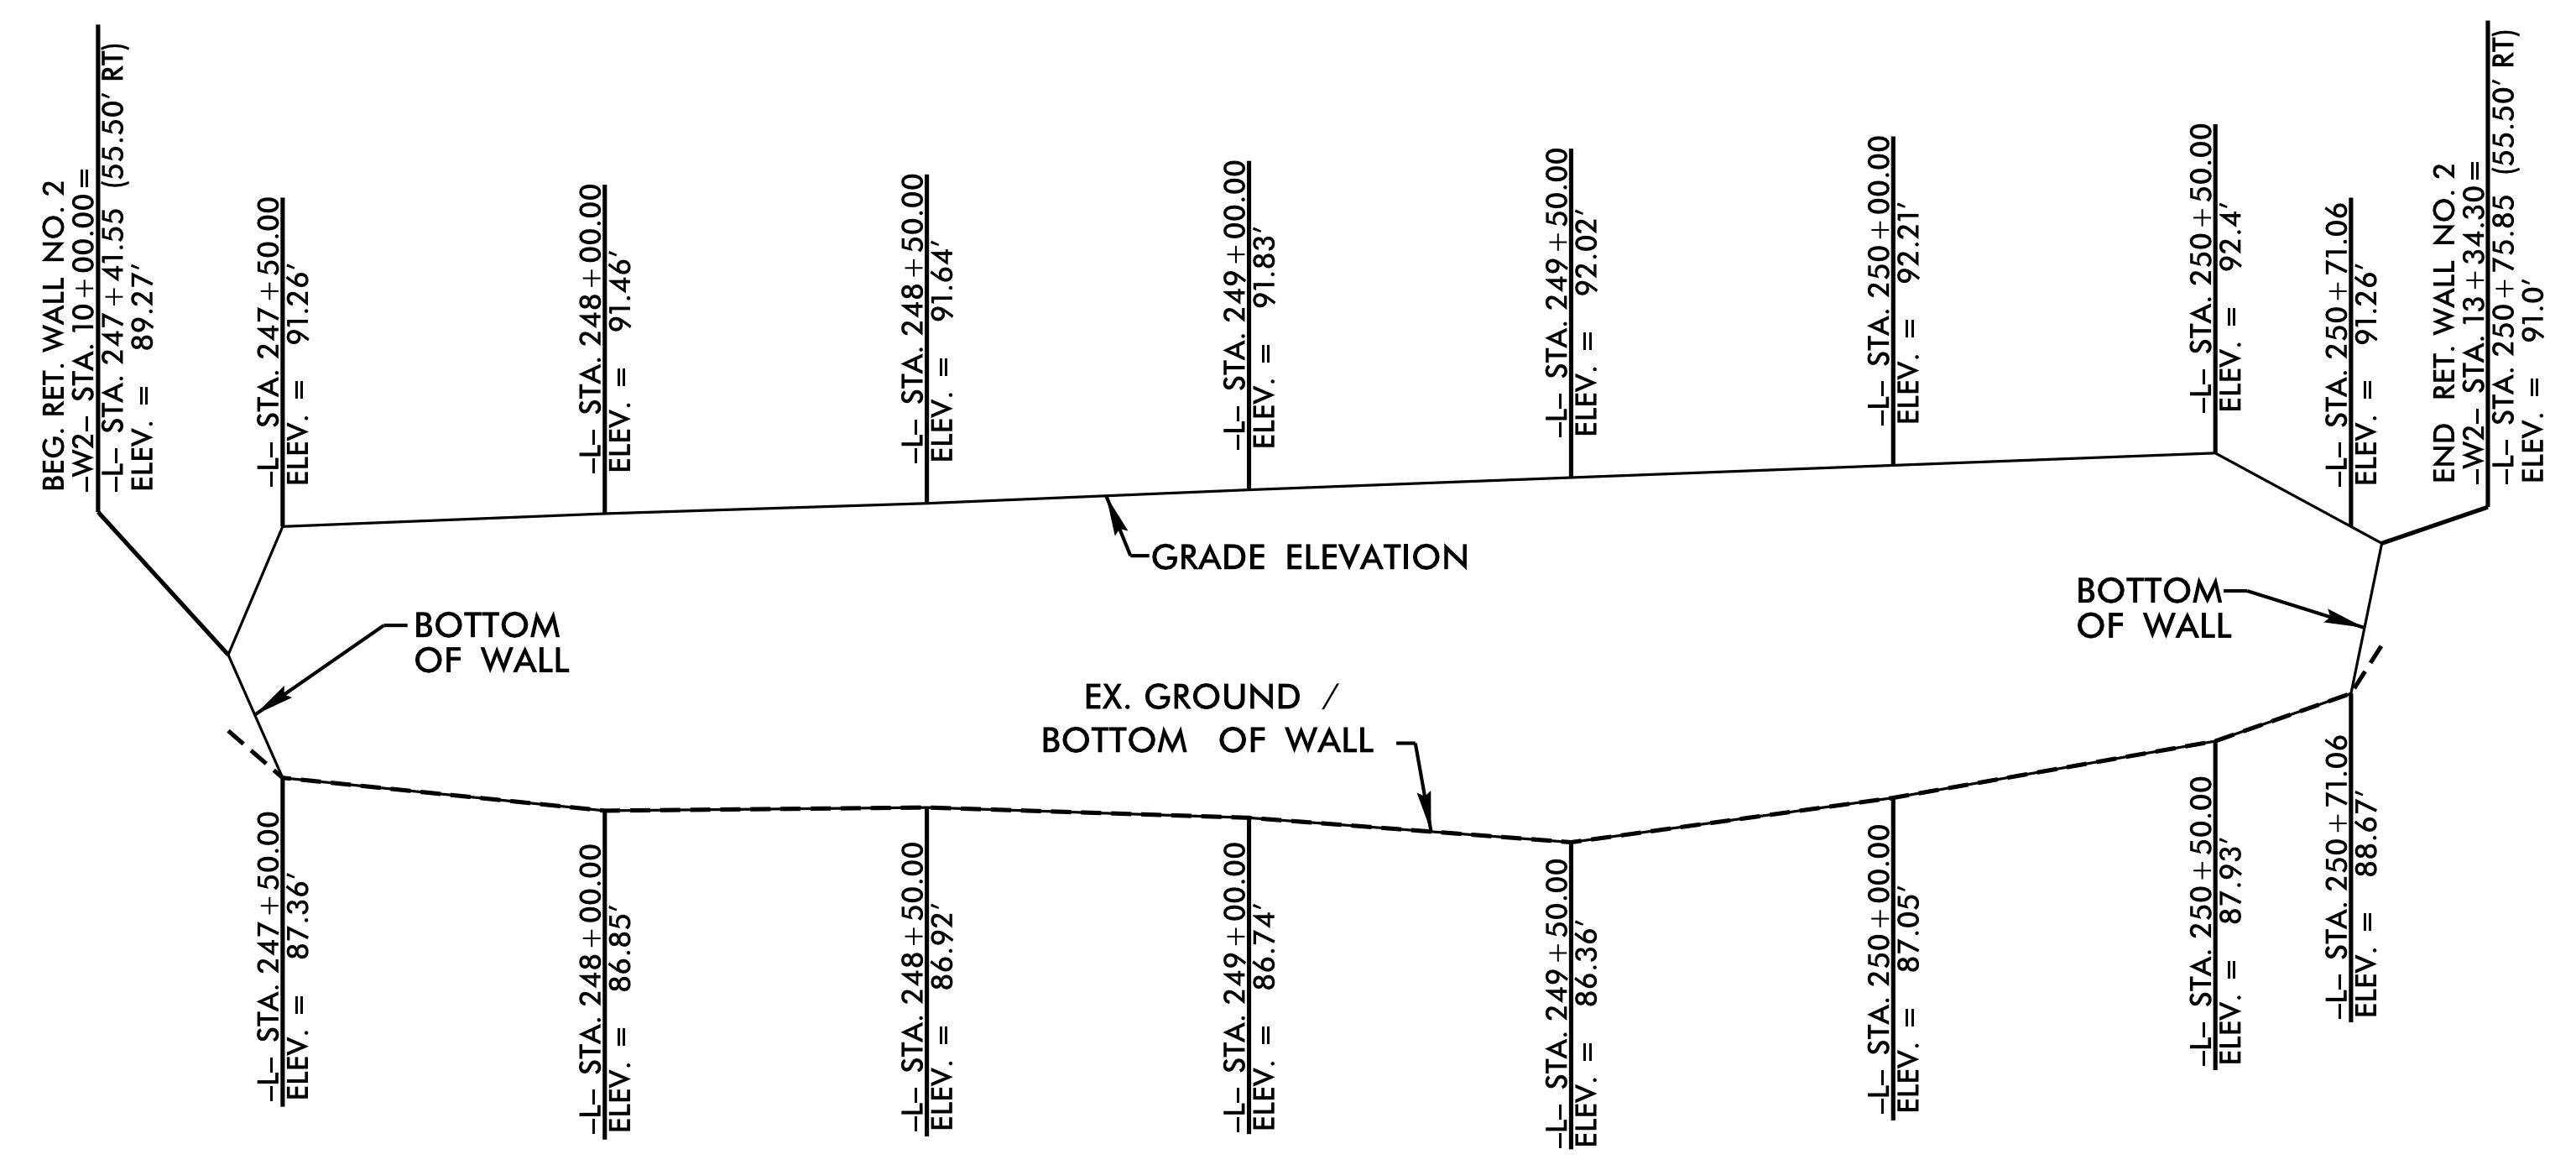 BEG. RET. WALL NO. 2
-W2- STA. 10+00.00=
-L- STA. 247+41.55 (55.50' RT)
ELEV. = 89.27'
-L- STA. 247+50.00
ELEV. = 91.26'
-L- STA. 248+00.00
ELEV. = 91.46'
-L- STA. 248+50.00
ELEV. = 91.64'
-L- STA. 249+00.00
ELEV. = 91.83'
-L- STA. 249+50.00
ELEV. = 92.02'
-L- STA. 250+00.00
ELEV. = 92.21'
-L- STA. 250+50.00
ELEV. = 92.4'
-L- STA. 250+71.06
ELEV. = 91.26'
END RET. WALL NO. 2
-W2- STA. 13+34.30=
-L- STA. 250+75.85 (55.50' RT)
ELEV. = 91.0'
GRADE ELEVATION
BOTTOM
OF WALL
BOTTOM
OF WALL
EX. GROUND /
BOTTOM OF WALL
-L- STA. 247+50.00
ELEV. = 87.36'
-L- STA. 248+00.00
ELEV. = 86.85'
-L- STA. 248+50.00
ELEV. = 86.92'
-L- STA. 249+00.00
ELEV. = 86.74'
-L- STA. 249+50.00
ELEV. = 86.36'
-L- STA. 250+00.00
ELEV. = 87.05'
-L- STA. 250+50.00
ELEV. = 87.93'
-L- STA. 250+71.06
ELEV. = 88.67'